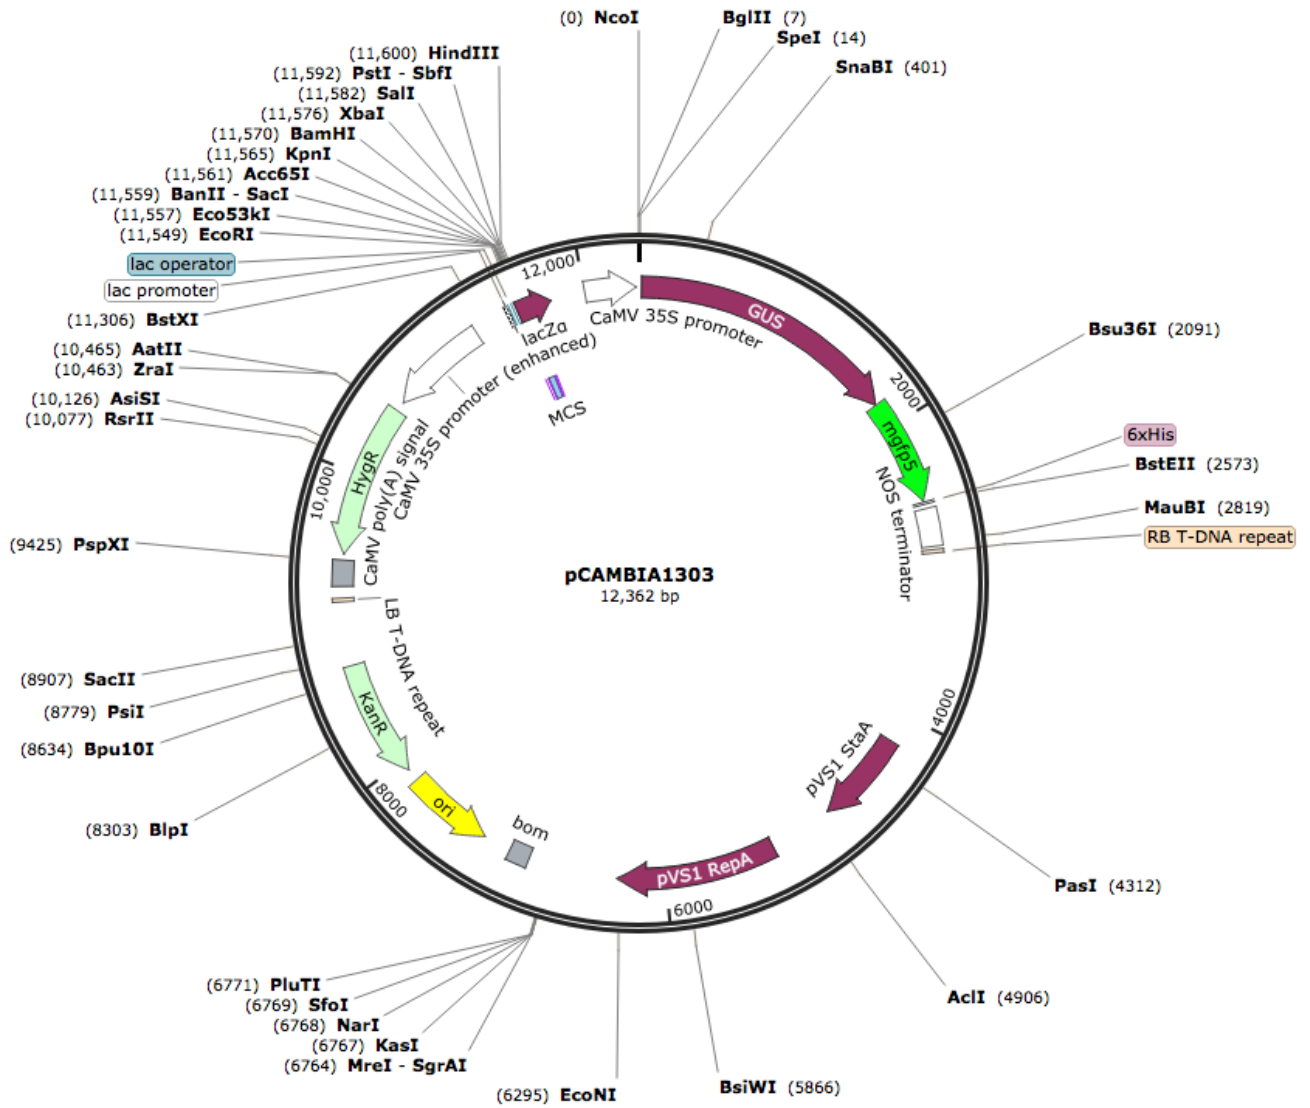 (0) NcoI
BglII (7)
SpeI (14)
SnaBI (401)
(11,600) HindIII
(11,592) PstI - SbfI
(11,582) SalI
(11,576) XbaI
(11,570) BamHI
(11,565) KpnI
(11,561) Acc65I
(11,559) BanII - SacI
(11,557) Eco53kI
(11,549) EcoRI
lac operator
lac promoter
(11,306) BstXI
(10,465) AatII
(10,463) ZraI
(10,126) AsiSI
(10,077) RsrII
(9425) PspXI
(8907) SacII
(8779) PsiI
(8634) Bpu10I
(8303) BlpI
(6771) PluTI
(6769) SfoI
(6768) NarI
(6767) KasI
(6764) MreI - SgrAI
(6295) EcoNI
BsiWI (5866)
AclI (4906)
PasI (4312)
RB T-DNA repeat
MauBI (2819)
BstEII (2573)
6xHis
Bsu36I (2091)
12,000
2000
4000
6000
8000
10,000
CaMV 35S promoter
GUS
mgfp5
NOS terminator
pVS1 StaA
pVS1 RepA
bom
ori
KanR
LB T-DNA repeat
CaMV poly(A) signal
HygR
CaMV 35S promoter (enhanced)
lacZα
MCS
pCAMBIA1303
12,362 bp